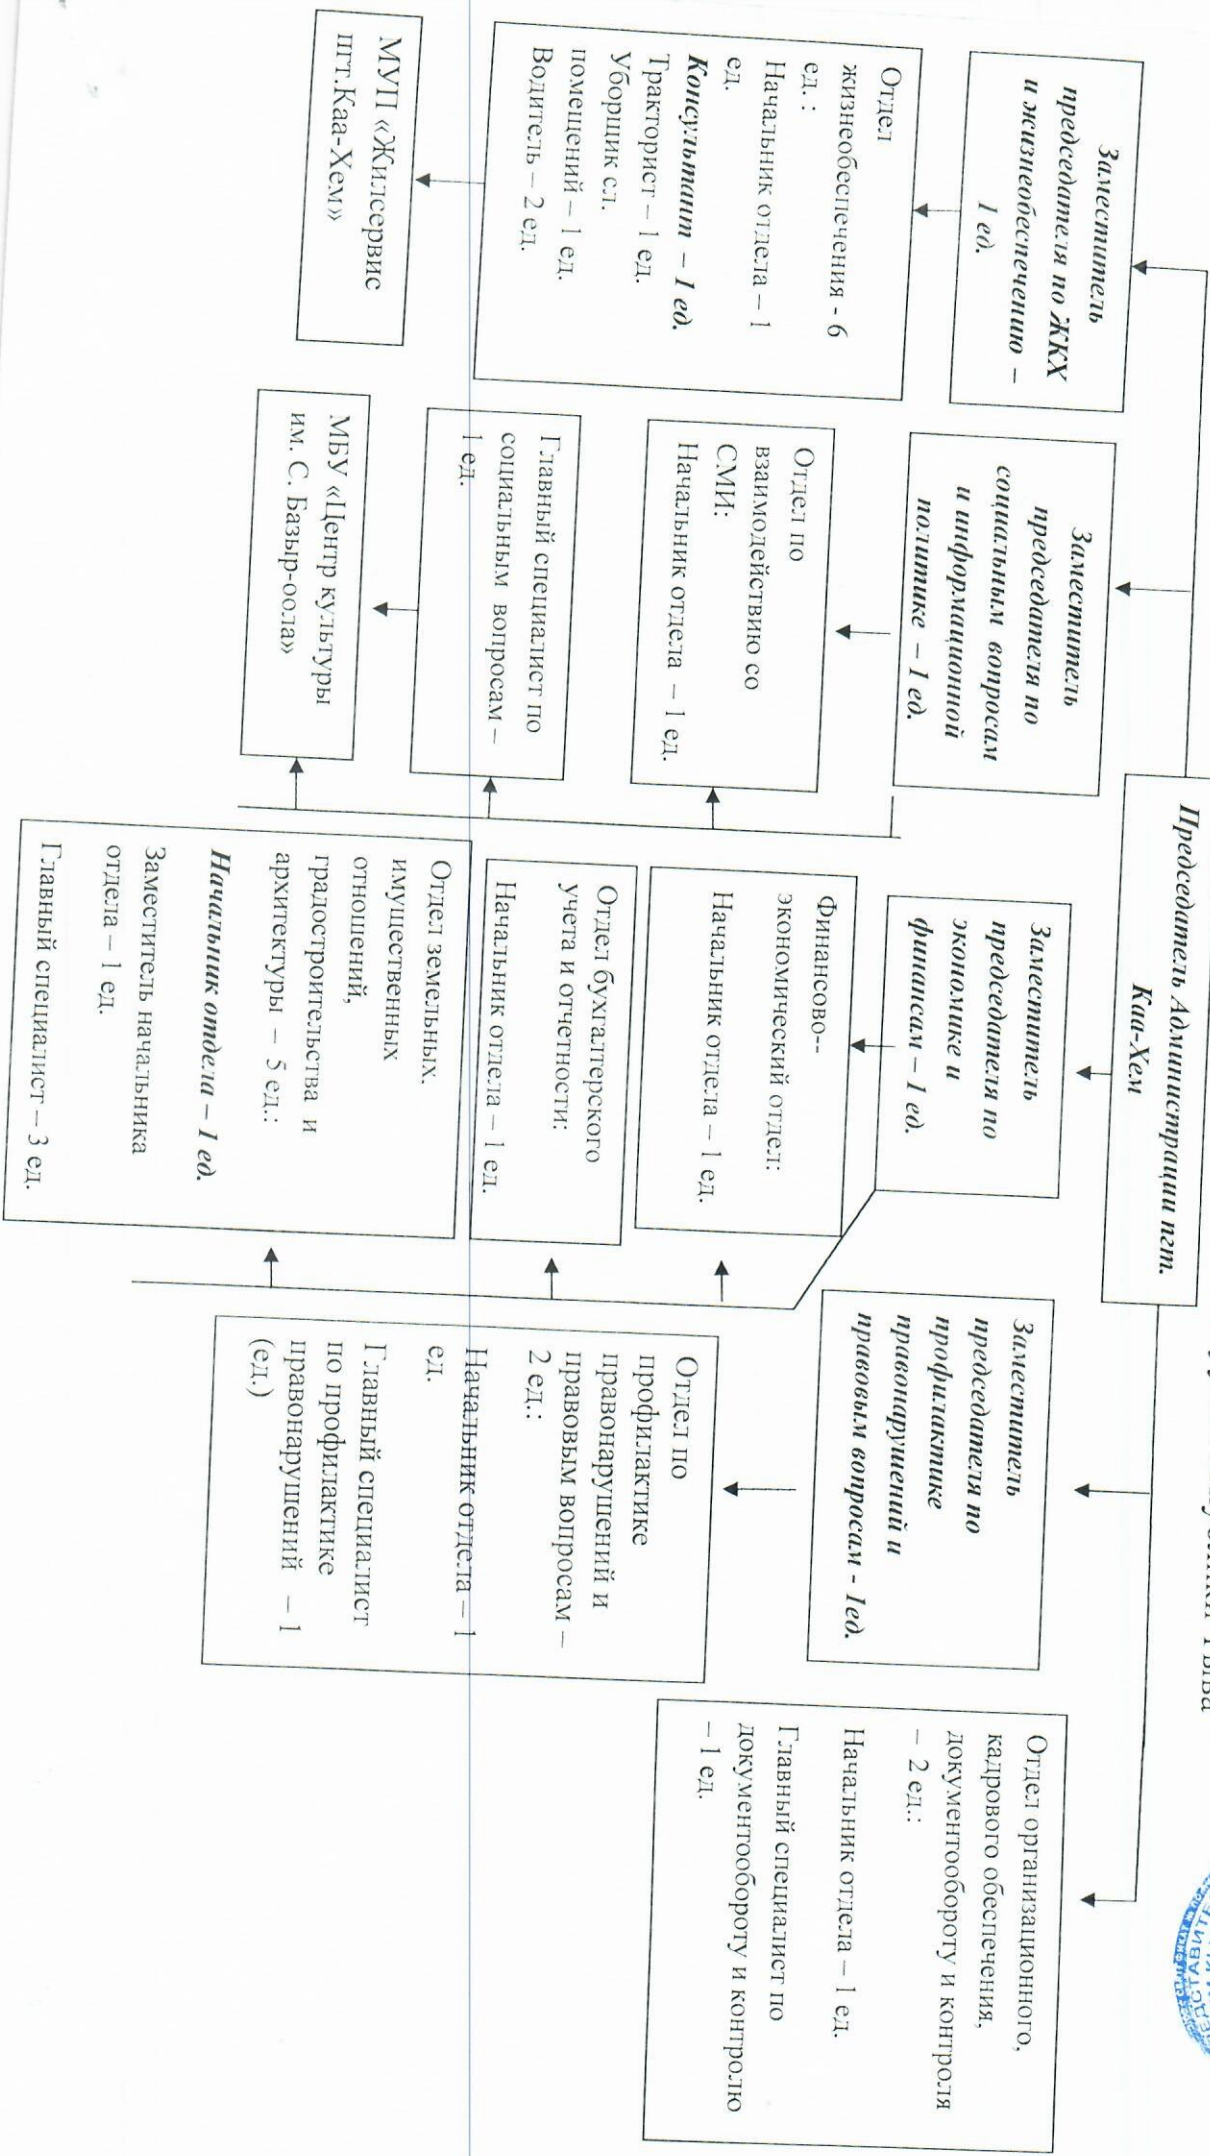 Председатель Администрации пгт.
Каа-Хем
Заместитель
председателя по ЖКХ
и жизнеобеспечению –
1 ед.
Отдел
жизнеобеспечения - 6
ед. :
Начальник отдела – 1
ед.
Консультант – 1 ед.
Тракторист – 1 ед.
Уборщик сл.
помещений – 1 ед.
Водитель – 2 ед.
МУП «Жилсервис
пгт.Каа-Хем»
Заместитель
председателя по
социальным вопросам
и информационной
политике – 1 ед.
Отдел по
взаимодействию со
СМИ:
Начальник отдела – 1 ед.
Главный специалист по
социальным вопросам –
1 ед.
МБУ «Центр культуры
им. С. Базыр-оола»
Заместитель
председателя по
экономике и
финансам – 1 ед.
Финансово--
экономический отдел:
Начальник отдела – 1 ед.
Отдел бухгалтерского
учета и отчетности:
Начальник отдела – 1 ед.
Отдел земельных.
имущественных
отношений,
градостроительства и
архитектуры – 5 ед.:
Начальник отдела – 1 ед.
Заместитель начальника
отдела – 1 ед.
Главный специалист – 3 ед.
Заместитель
председателя по
профилактике
правонарушений и
правовым вопросам - 1ед.
Отдел по
профилактике
правонарушений и
правовым вопросам –
2 ед.:
Начальник отдела – 1
ед.
Главный специалист
по профилактике
правонарушений – 1
(ед.)
Отдел организационного,
кадрового обеспечения,
документообороту и контроля
– 2 ед.:
Начальник отдела – 1 ед.
Главный специалист по
документообороту и контролю
– 1 ед.